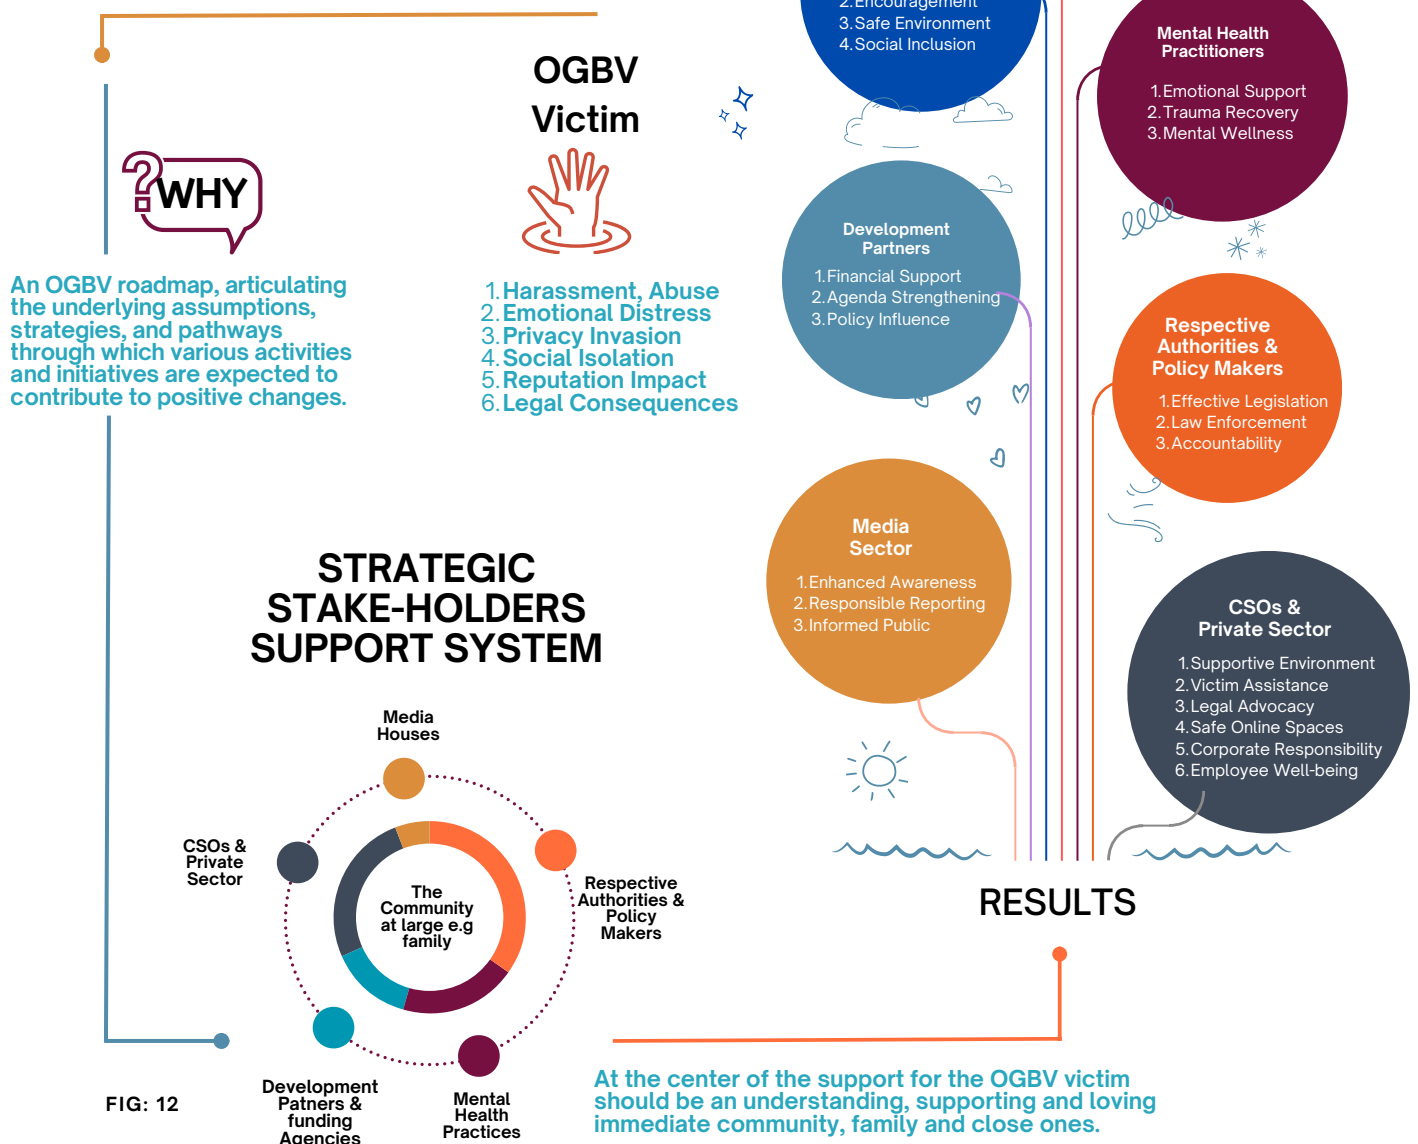 OGBV
Victim
WHY
An OGBV roadmap, articulating
the underlying assumptions,
strategies, and pathways
through which various activities
and initiatives are expected to
contribute to positive changes.
1.Harassment, Abuse
2.Emotional Distress
3.Privacy Invasion
4.Social Isolation
5.Reputation Impact
6.Legal Consequences
STRATEGIC
STAKE-HOLDERS
SUPPORT SYSTEM
Media
Houses
CSOs &
Private
Sector
The
Community
at large e.g
family
Respective
Authorities &
Policy
Makers
Development
Patners &
funding
Agencies
Mental
Health
Practices
FIG: 12
2.Encouragement
3.Safe Environment
4.Social Inclusion
Mental Health
Practitioners
1.Emotional Support
2.Trauma Recovery
3.Mental Wellness
Development
Partners
1.Financial Support
2.Agenda Strengthening
3.Policy Influence
Respective
Authorities &
Policy Makers
1.Effective Legislation
2.Law Enforcement
3.Accountability
Media
Sector
1.Enhanced Awareness
2.Responsible Reporting
3.Informed Public
CSOs &
Private Sector
1.Supportive Environment
2.Victim Assistance
3.Legal Advocacy
4.Safe Online Spaces
5.Corporate Responsibility
6.Employee Well-being
RESULTS
At the center of the support for the OGBV victim
should be an understanding, supporting and loving
immediate community, family and close ones.